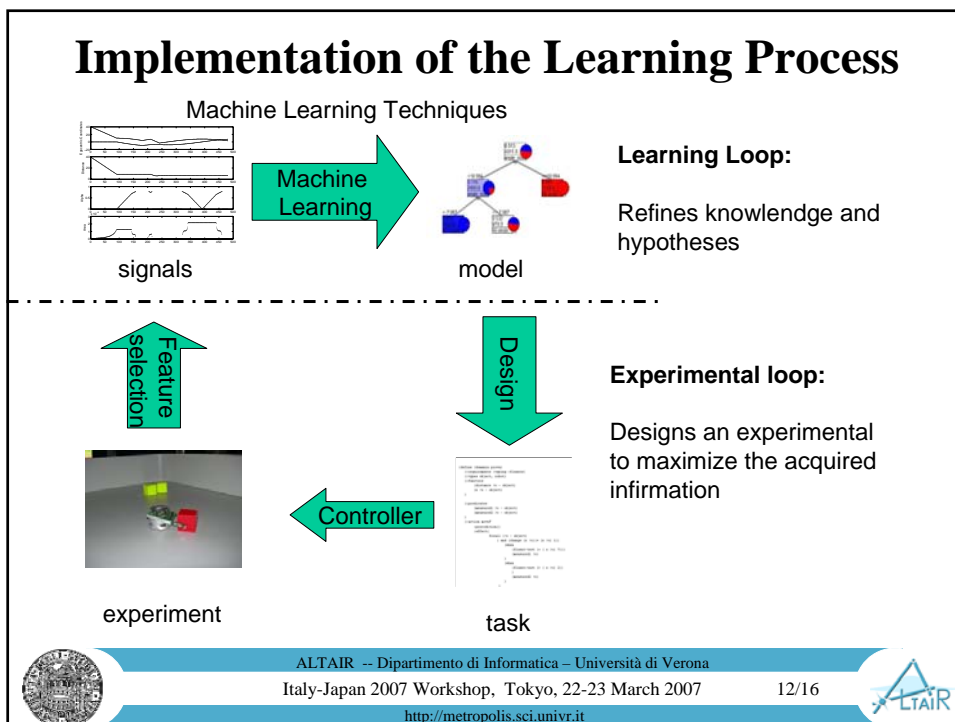 Implementation of the Learning Process
Machine Learning Techniques
Machine
Learning
signals
model
Learning Loop:
Refines knowlendge and
hypotheses
Feature
selection
Design
Experimental loop:
Designs an experimental
to maximize the acquired
infirmation
Controller
experiment
task
ALTAIR -- Dipartimento di Informatica – Università di Verona
Italy-Japan 2007 Workshop, Tokyo, 22-23 March 2007
12/16
http://metropolis.sci.univr.it
ALTAIR